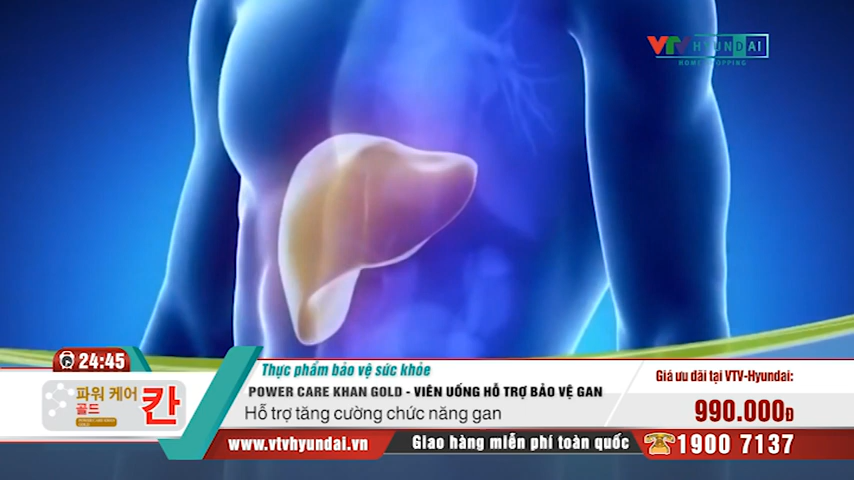 VTV HYUNDAI
HOME SHOPPING
24:45
Thực phẩm bảo vệ sức khỏe
Giá ưu đãi tại VTV-Hyundai:
파워 케어
골드
칸
POWER CARE KHAN GOLD - VIÊN UỐNG HỖ TRỢ BẢO VỆ GAN
Hỗ trợ tăng cường chức năng gan
990.000Đ
www.vtvhyundai.vn
Giao hàng miễn phí toàn quốc
1900 7137